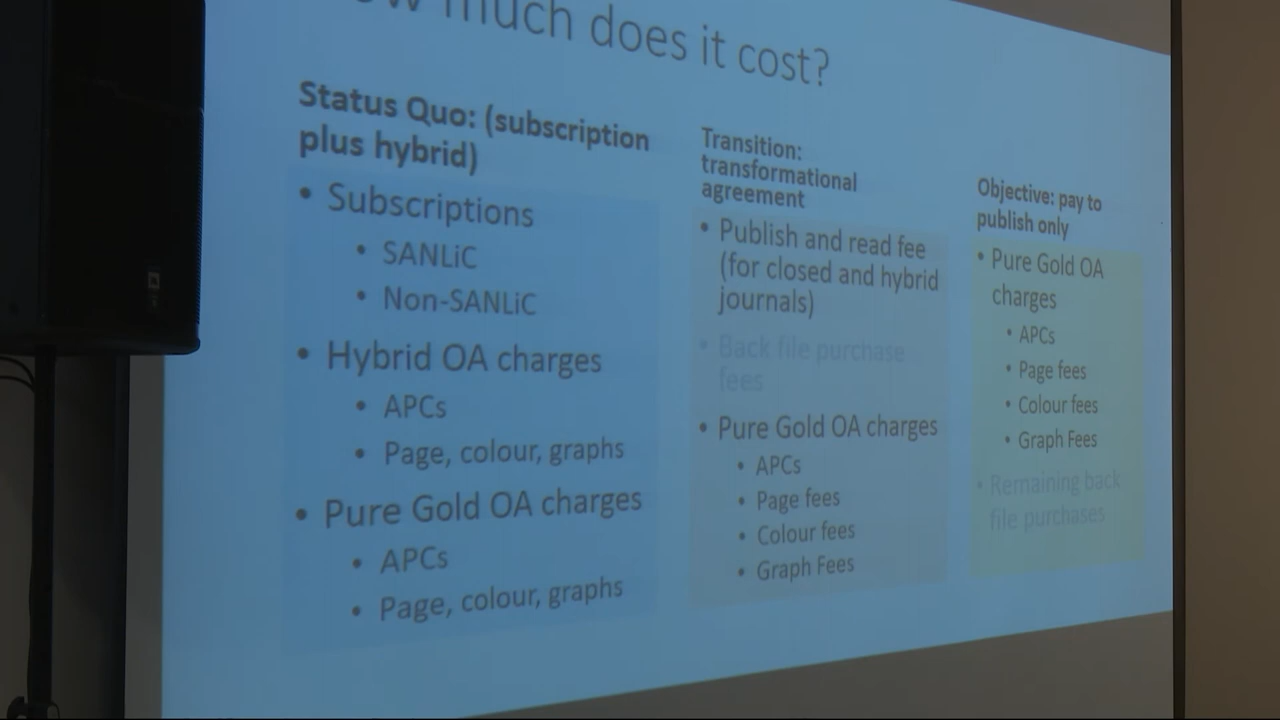 much does it cost?
Status Quo: (subscription
plus hybrid)
• Subscriptions
• SANLiC
• Non-SANLiC
• Hybrid OA charges
• APCs
• Page, colour, graphs
• Pure Gold OA charges
• APCs
• Page, colour, graphs
Transition:
transformational
agreement
• Publish and read fee
(for closed and hybrid
journals)
• Back file purchase
fees
• Pure Gold OA charges
• APCs
• Page fees
• Colour fees
• Graph Fees
Objective: pay to
publish only
• Pure Gold OA
charges
• APCs
• Page fees
• Colour fees
• Graph Fees
• Remaining back
file purchases